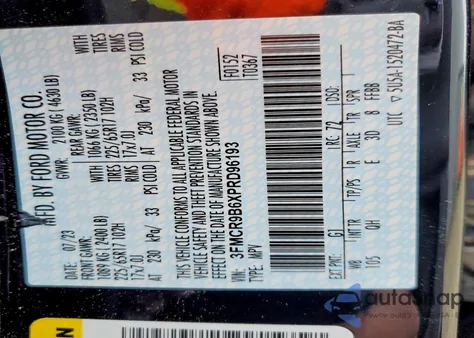 MFD. BY FORD MOTOR CO.
07/23 GVWR: 2100 KG (4630 LB)
FRONT GAWR: REAR GAWR: WITH
1089 KG (2400 LB) 1066 KG (2350 LB) TIRES
225/65R17 102H 225/65R17 102H RIMS
17x7.0J 17x7.0J
AT 230 kPa/ 33 PSI COLD AT 230 kPa/ 33 PSI COLD
THIS VEHICLE CONFORMS TO ALL APPLICABLE FEDERAL MOTOR
VEHICLE SAFETY AND THEFT PREVENTION STANDARDS IN
EFFECT ON THE DATE OF MANUFACTURE SHOWN ABOVE.
VIN: 3FMCR9B6XPRD96193 F0152
TYPE: MPV T0367
EXT PNT: G1 RC: 72 DSO:
WB INT TR TP/PS R AXLE TR SPR
105 QH E 3D 8 FFBB
UTC ▽ 5U5A-1520472-BA
autosnap